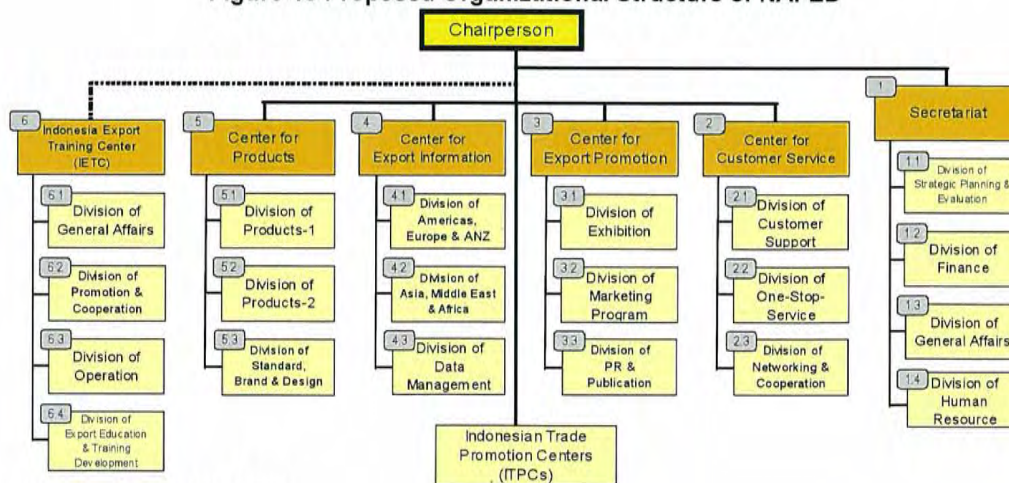 Chairperson
6
Indonesia Export
Training Center
(IETC)
6.1
Division of
General Affairs
6.2
Division of
Promotion &
Cooperation
6.3
Division of
Operation
6.4
Division of
Export Education
& Training
Development
5
Center for
Products
5.1
Division of
Products-1
5.2
Division of
Products-2
5.3
Division of
Standard,
Brand & Design
4
Center for
Export Information
4.1
Division of
Americas,
Europe & ANZ
4.2
Division of
Asia, Middle East
& Africa
4.3
Division of
Data
Management
3
Center for
Export Promotion
3.1
Division of
Exhibition
3.2
Division of
Marketing
Program
3.3
Division of
PR &
Publication
2
Center for
Customer Service
2.1
Division of
Customer
Support
2.2
Division of
One-Stop-
Service
2.3
Division of
Networking &
Cooperation
1
Secretariat
1.1
Division of
Strategic Planning &
Evaluation
1.2
Division of
Finance
1.3
Division of
General Affairs
1.4
Division of
Human
Resource
Indonesian Trade
Promotion Centers
(ITPCs)